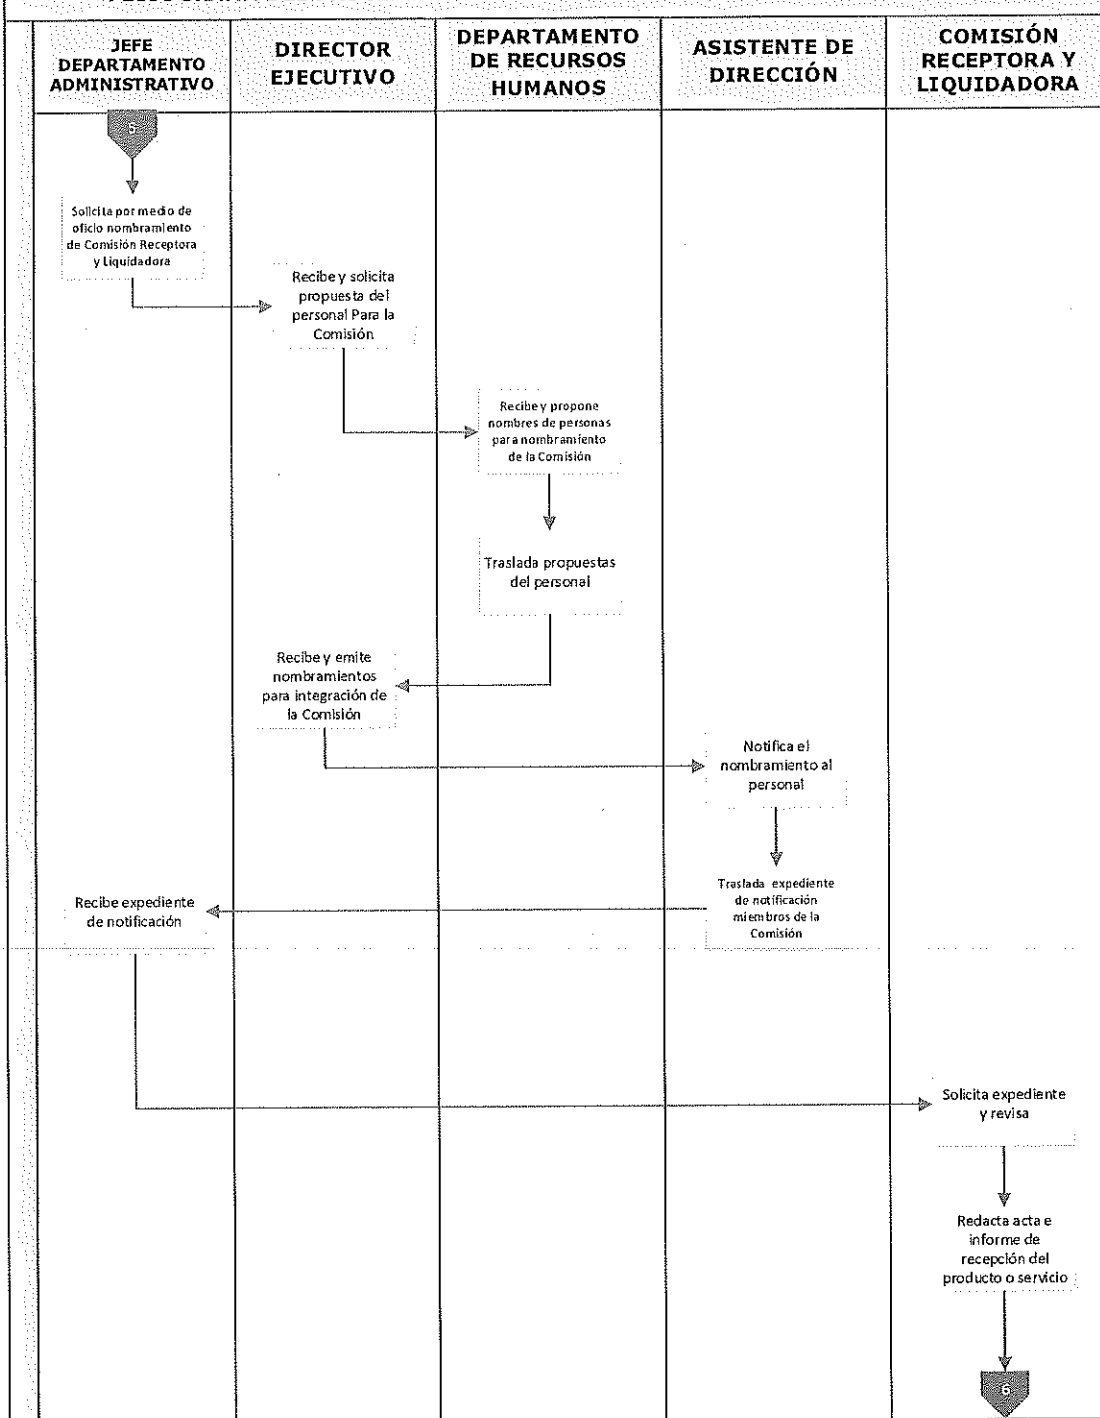 JEFE
DEPARTAMENTO
ADMINISTRATIVO
DIRECTOR
EJECUTIVO
DEPARTAMENTO
DE RECURSOS
HUMANOS
ASISTENTE DE
DIRECCIÓN
COMISIÓN
RECEPTORA Y
LIQUIDADORA
5
Solicita por medio de
oficio nombramiento
de Comisión Receptora
y Liquidadora
Recibe y solicita
propuesta del
personal Para la
Comisión
Recibe y propone
nombres de personas
para nombramiento
de la Comisión
Traslada propuestas
del personal
Recibe y emite
nombramientos
para integración de
la Comisión
Notifica el
nombramiento al
personal
Traslada expediente
de notificación
miembros de la
Comisión
Recibe expediente
de notificación
Solicita expediente
y revisa
Redacta acta e
informe de
recepción del
producto o servicio
6